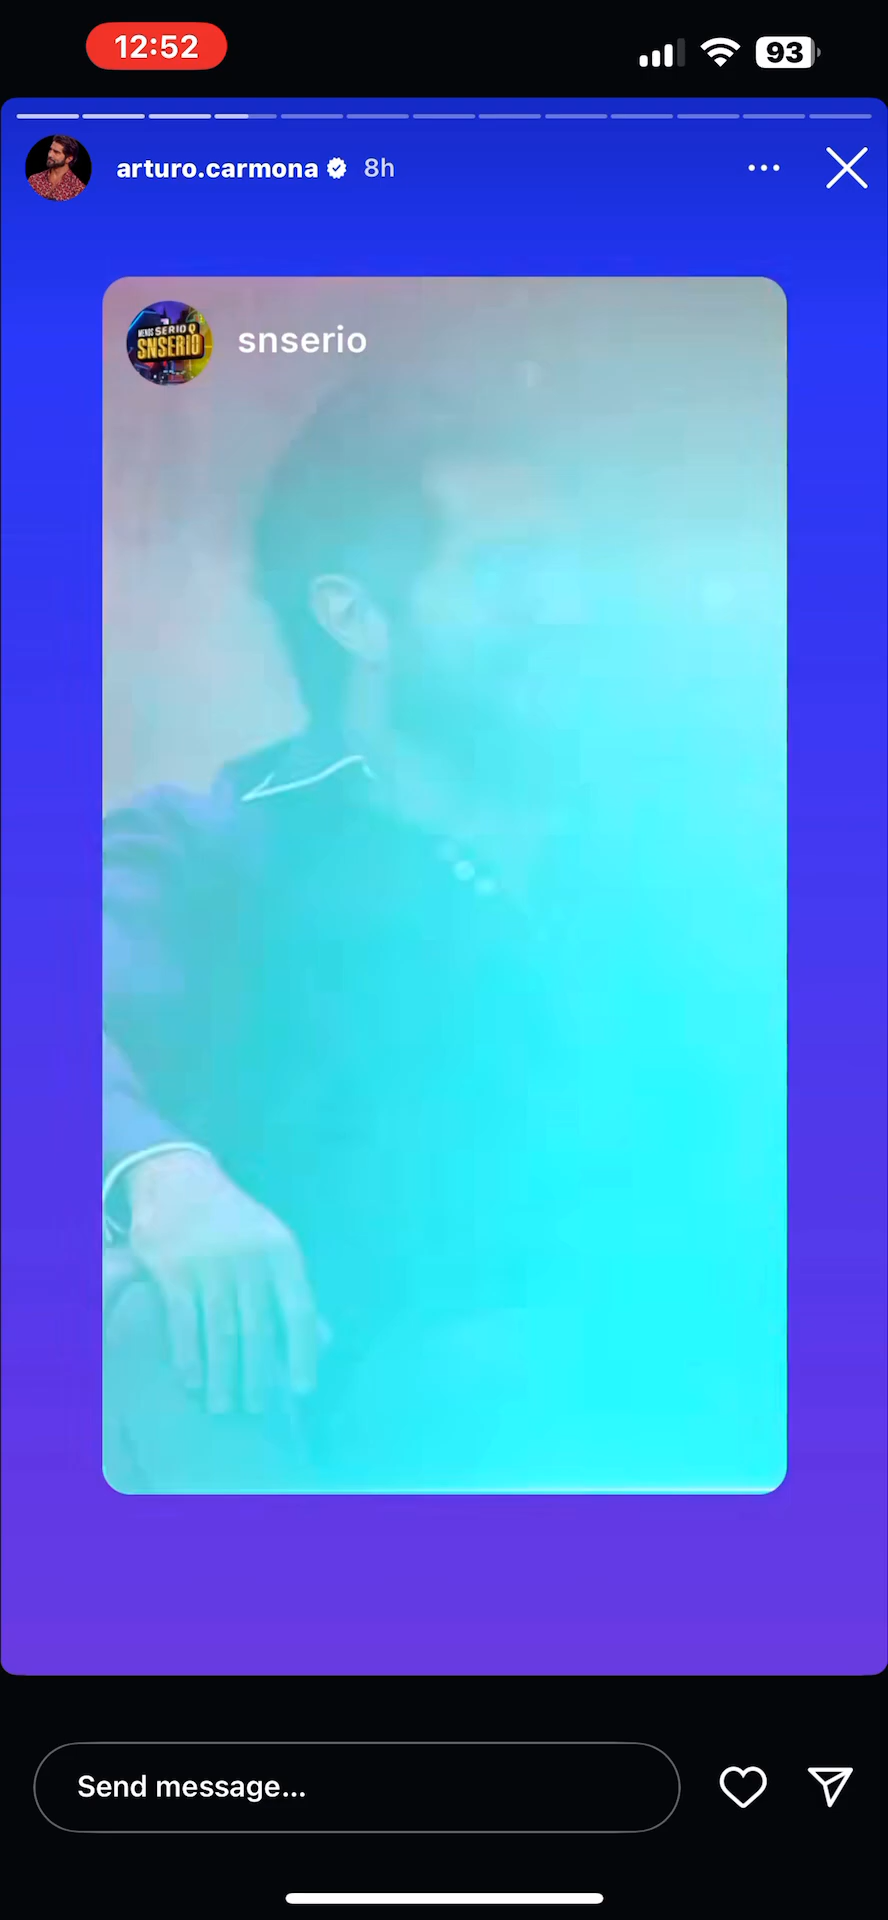 12:52
93
arturo.carmona 8h
MENOS SERIO Q
SNSERIO
snserio
Send message...